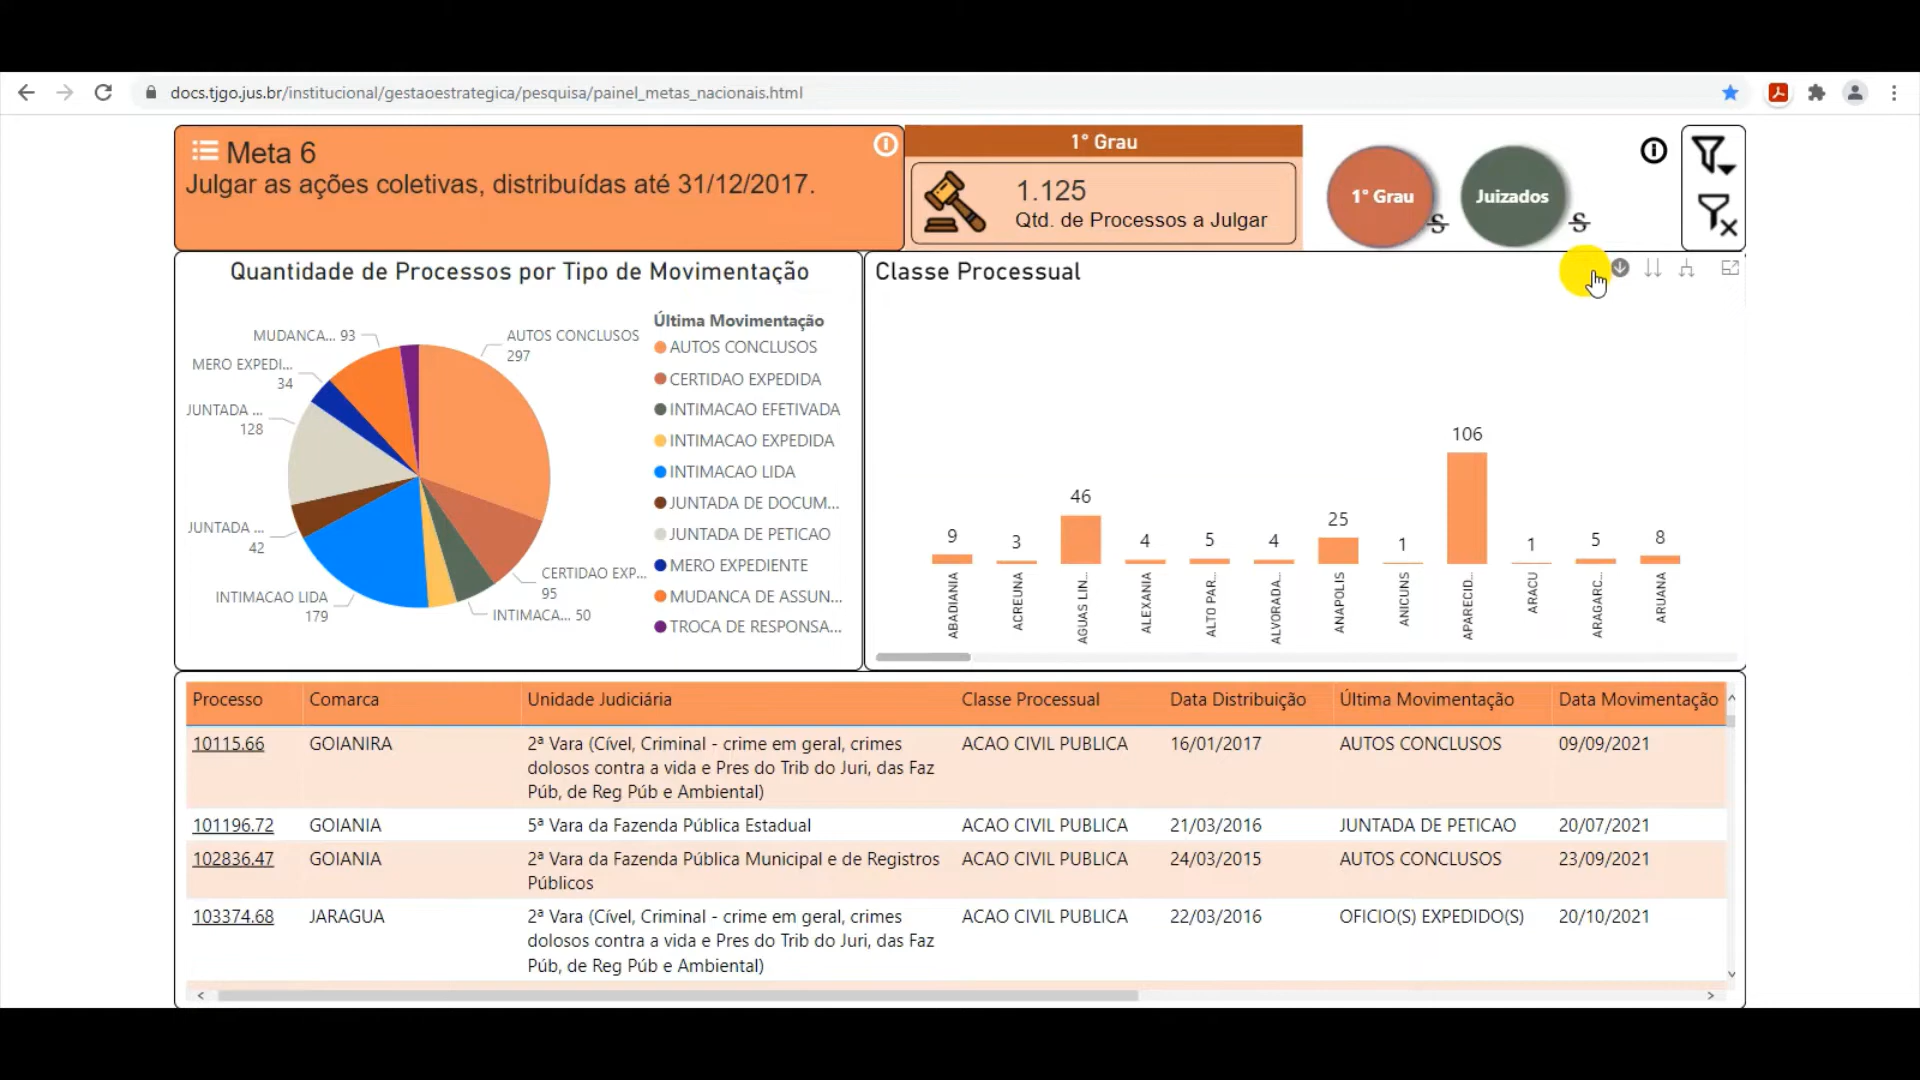 docs.tjgo.jus.br/institucional/gestaoestrategica/pesquisa/painel_metas_nacionais.html
Meta 6
Julgar as ações coletivas, distribuídas até 31/12/2017.
1° Grau
1.125
Qtd. de Processos a Julgar
1° Grau
S
Juizados
S
Quantidade de Processos por Tipo de Movimentação
MUDANCA... 93
MERO EXPEDI...
34
JUNTADA ...
128
JUNTADA ...
42
INTIMACAO LIDA
179
AUTOS CONCLUSOS
297
CERTIDAO EXP...
95
INTIMACA... 50
Última Movimentação
AUTOS CONCLUSOS
CERTIDAO EXPEDIDA
INTIMACAO EFETIVADA
INTIMACAO EXPEDIDA
INTIMACAO LIDA
JUNTADA DE DOCUM...
JUNTADA DE PETICAO
MERO EXPEDIENTE
MUDANCA DE ASSUN...
TROCA DE RESPONSA...
Classe Processual
9 3 46 4 5 4 25 1 106 1 5 8
ABADIANIA ACREUNA AGUAS LIN... ALEXANIA ALTO PAR... ALVORADA... ANAPOLIS ANICUNS APARECID... ARACU ARAGARC... ARUANA
Processo Comarca Unidade Judiciária Classe Processual Data Distribuição Última Movimentação Data Movimentação
10115.66 GOIANIRA 2ª Vara (Cível, Criminal - crime em geral, crimes ACAO CIVIL PUBLICA 16/01/2017 AUTOS CONCLUSOS 09/09/2021
dolosos contra a vida e Pres do Trib do Juri, das Faz
Púb, de Reg Púb e Ambiental)
101196.72 GOIANIA 5ª Vara da Fazenda Pública Estadual ACAO CIVIL PUBLICA 21/03/2016 JUNTADA DE PETICAO 20/07/2021
102836.47 GOIANIA 2ª Vara da Fazenda Pública Municipal e de Registros ACAO CIVIL PUBLICA 24/03/2015 AUTOS CONCLUSOS 23/09/2021
Públicos
103374.68 JARAGUA 2ª Vara (Cível, Criminal - crime em geral, crimes ACAO CIVIL PUBLICA 22/03/2016 OFICIO(S) EXPEDIDO(S) 20/10/2021
dolosos contra a vida e Pres do Trib do Juri, das Faz
Púb, de Reg Púb e Ambiental)